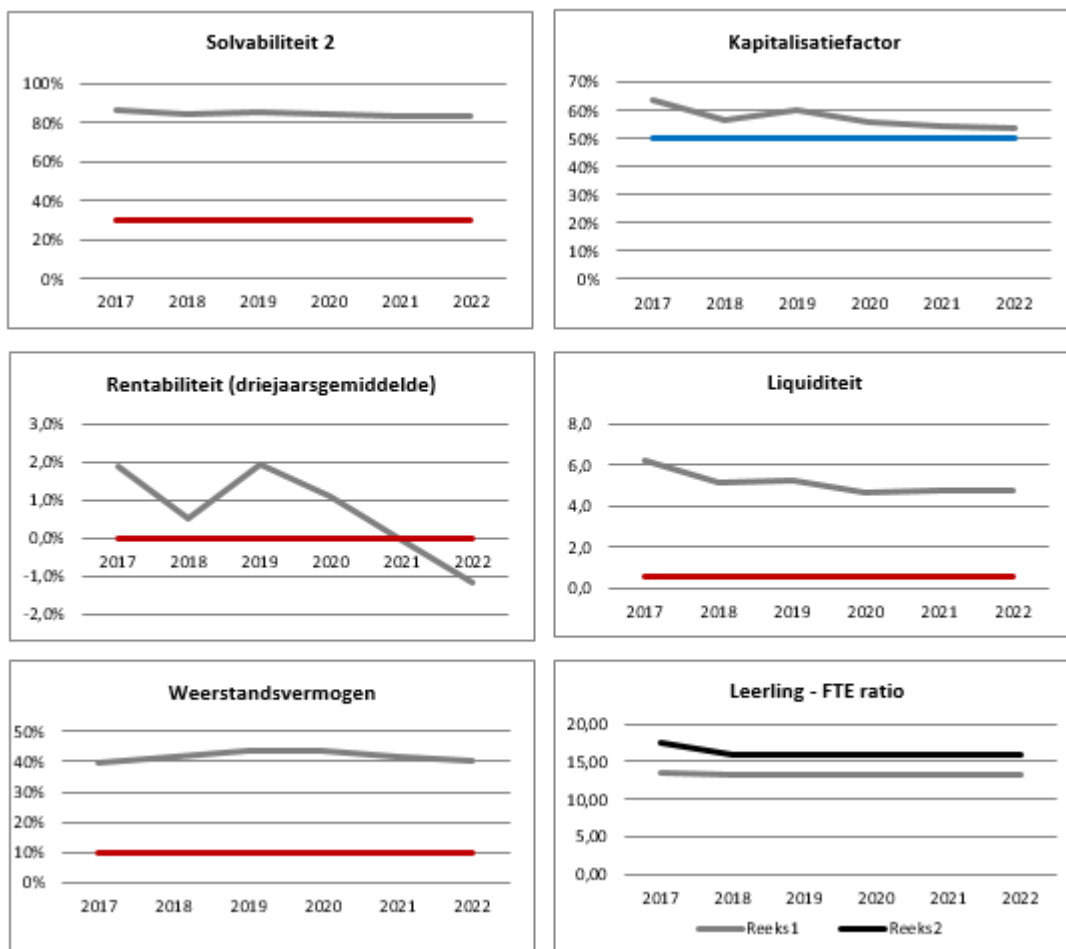 Solvabiliteit 2
100%
80%
60%
40%
20%
0%
2017 2018 2019 2020 2021 2022
Kapitalisatiefactor
70%
60%
50%
40%
30%
20%
10%
0%
2017 2018 2019 2020 2021 2022
Rentabiliteit (driejaarsgemiddelde)
3,0%
2,0%
1,0%
0,0%
2017 2018 2019 2020 2021 2022
-1,0%
-2,0%
Liquiditeit
8,0
6,0
4,0
2,0
0,0
2017 2018 2019 2020 2021 2022
Weerstandsvermogen
50%
40%
30%
20%
10%
0%
2017 2018 2019 2020 2021 2022
Leerling - FTE ratio
20,00
15,00
10,00
5,00
0,00
2017 2018 2019 2020 2021 2022
Reeks1 Reeks2